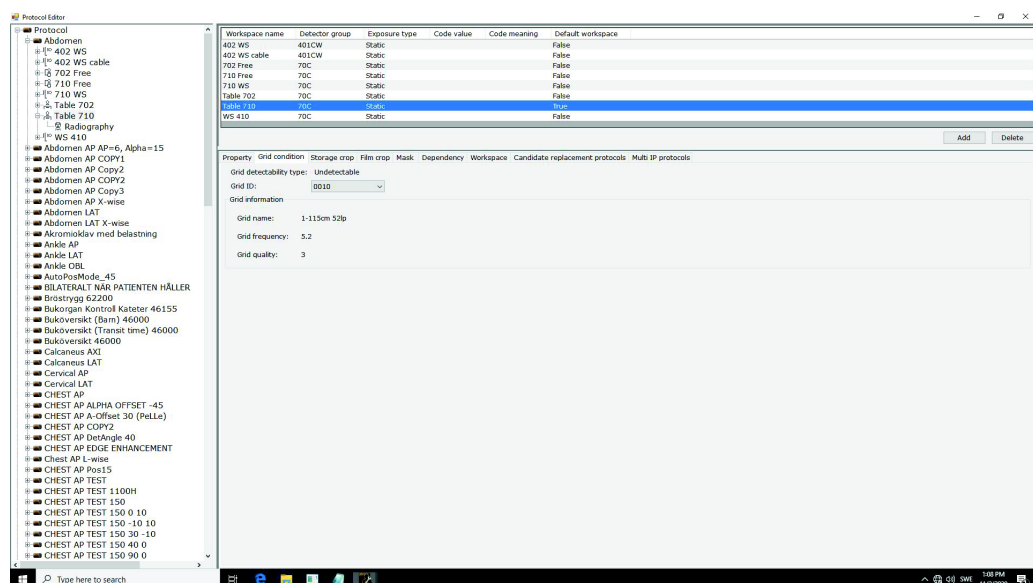 Protocol Editor
Protocol
Abdomen
402 WS
402 WS cable
702 Free
710 Free
710 WS
Table 702
Table 710
Radiography
WS 410
Abdomen AP AP=6, Alpha=15
Abdomen AP COPY1
Abdomen AP Copy2
Abdomen AP COPY2
Abdomen AP Copy3
Abdomen AP X-wise
Abdomen LAT
Abdomen LAT X-wise
Akromioklav med belastning
Ankle AP
Ankle LAT
Ankle OBL
AutoPosMode_45
BILATERALT NÄR PATIENTEN HÅLLER
Bröstrygg 62200
Bukorgan Kontroll Kateter 46155
Buköversikt (Barn) 46000
Buköversikt (Transit time) 46000
Buköversikt 46000
Calcaneus AXI
Calcaneus LAT
Cervical AP
Cervical LAT
CHEST AP
CHEST AP ALPHA OFFSET -45
CHEST AP A-Offset 30 (PeLLe)
CHEST AP COPY2
CHEST AP DetAngle 40
CHEST AP EDGE ENHANCEMENT
Chest AP L-wise
CHEST AP Pos15
CHEST AP TEST
CHEST AP TEST 1100H
CHEST AP TEST 150
CHEST AP TEST 150 0 10
CHEST AP TEST 150 -10 10
CHEST AP TEST 150 30 -10
CHEST AP TEST 150 40 0
CHEST AP TEST 150 90 0
Workspace name Detector group Exposure type Code value Code meaning Default workspace
402 WS 401CW Static False
402 WS cable 401CW Static False
702 Free 70C Static False
710 Free 70C Static False
710 WS 70C Static False
Table 702 70C Static False
Table 710 70C Static True
WS 410 70C Static False
Add Delete
Property Grid condition Storage crop Film crop Mask Dependency Workspace Candidate replacement protocols Multi IP protocols
Grid detectability type: Undetectable
Grid ID: 0010
Grid information
Grid name: 1-115cm 52lp
Grid frequency: 5.2
Grid quality: 3
Type here to search
SWE
1:08 PM